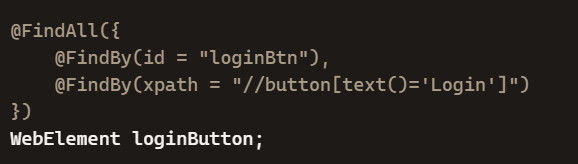 @FindAll({
    @FindBy(id = "loginBtn"),
    @FindBy(xpath = "//button[text()='Login']")
})
WebElement loginButton;